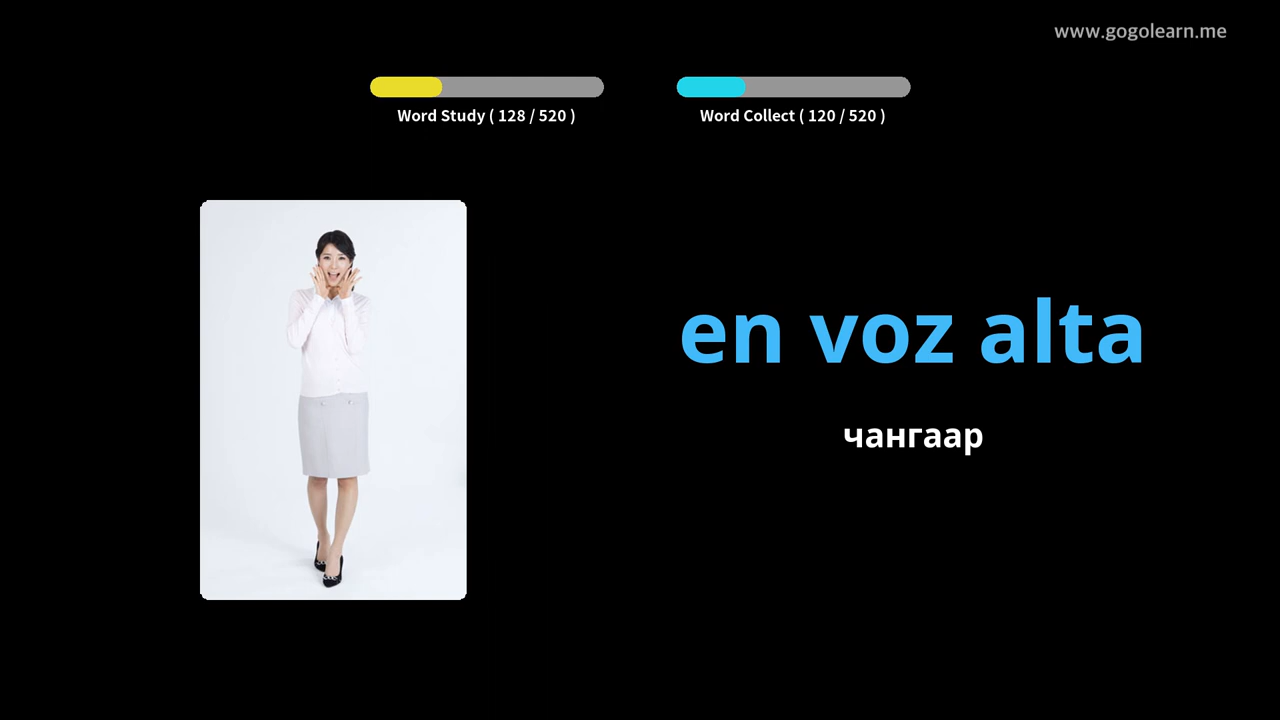 www.gogolearn.me
Word Study ( 128 / 520 )
Word Collect ( 120 / 520 )
en voz alta
чангаар